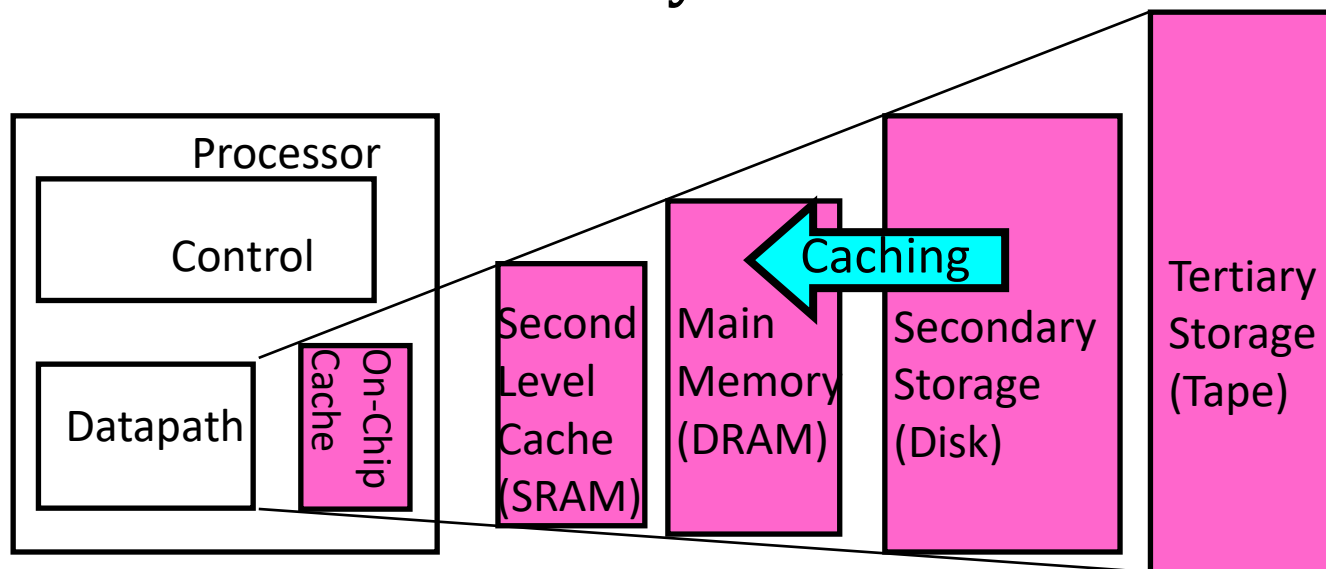 Processor
Control
Datapath
On-Chip
Cache
Second
Level
Cache
(SRAM)
Main
Memory
(DRAM)
Caching
Secondary
Storage
(Disk)
Tertiary
Storage
(Tape)